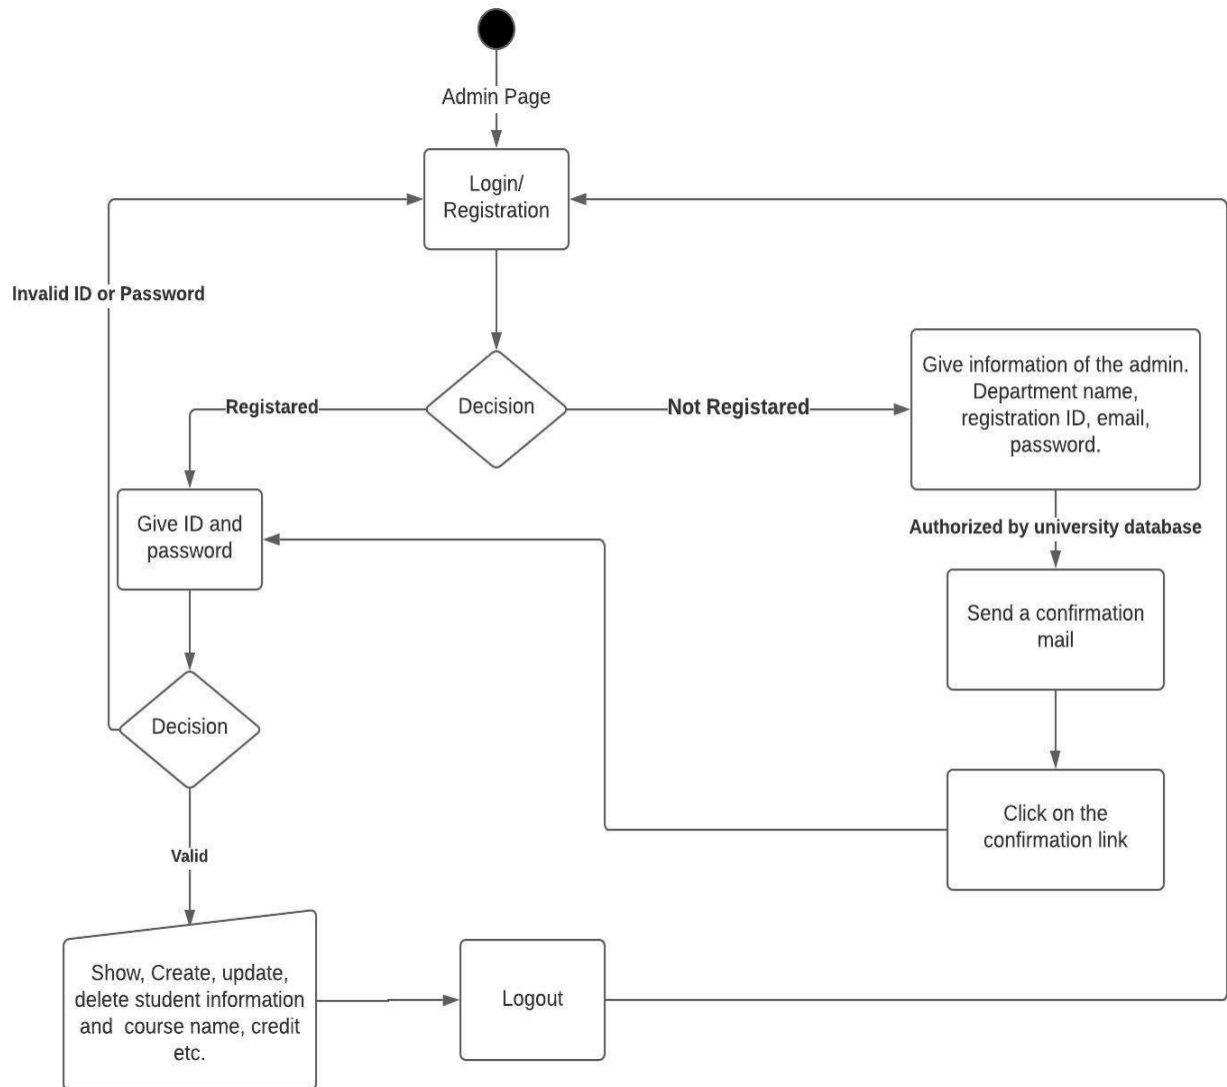 Admin Page
Login/
Registration
Invalid ID or Password
Decision
Registared
Not Registared
Give information of the admin.
Department name,
registration ID, email,
password.
Give ID and
password
Authorized by university database
Send a confirmation
mail
Decision
Click on the
confirmation link
Valid
Show, Create, update,
delete student information
and course name, credit
etc.
Logout